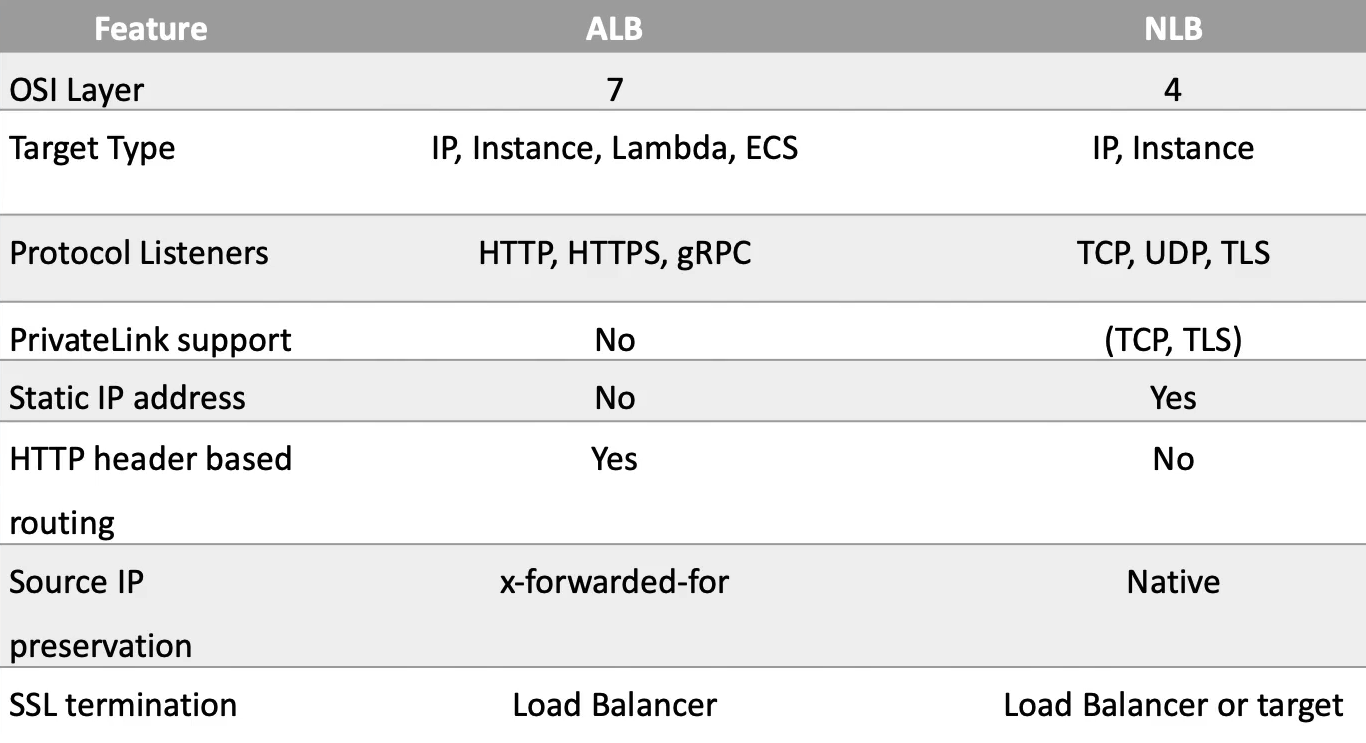 Feature ALB NLB
OSI Layer 7 4
Target Type IP, Instance, Lambda, ECS IP, Instance
Protocol Listeners HTTP, HTTPS, gRPC TCP, UDP, TLS
PrivateLink support No (TCP, TLS)
Static IP address No Yes
HTTP header based Yes No
routing
Source IP x-forwarded-for Native
preservation
SSL termination Load Balancer Load Balancer or target